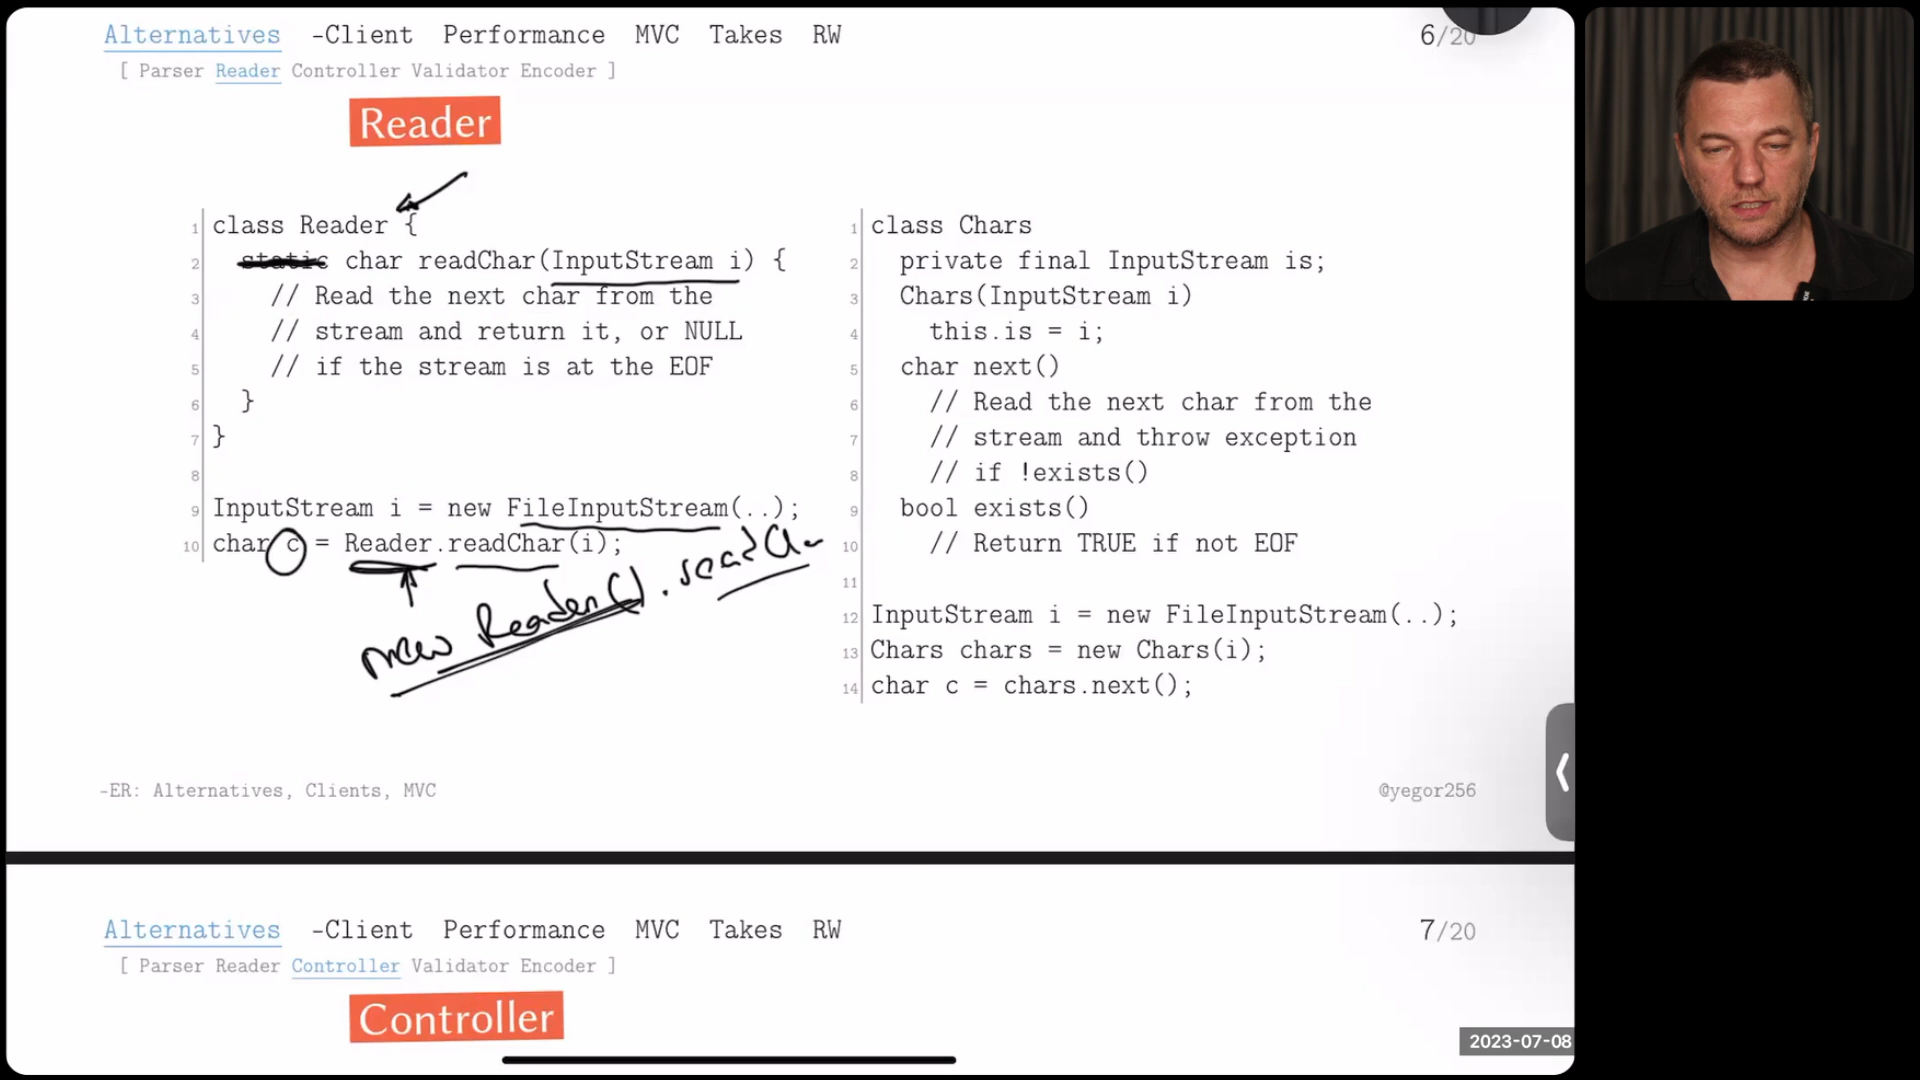 Alternatives -Client Performance MVC Takes RW 6/20
[ Parser Reader Controller Validator Encoder ]
Reader
1 class Reader {
2 static char readChar(InputStream i) {
3 // Read the next char from the
4 // stream and return it, or NULL
5 // if the stream is at the EOF
6 }
7 }
8
9 InputStream i = new FileInputStream(..);
10 char c = Reader.readChar(i);
new Reader().readCha
1 class Chars
2 private final InputStream is;
3 Chars(InputStream i)
4 this.is = i;
5 char next()
6 // Read the next char from the
7 // stream and throw exception
8 // if !exists()
9 bool exists()
10 // Return TRUE if not EOF
11
12 InputStream i = new FileInputStream(..);
13 Chars chars = new Chars(i);
14 char c = chars.next();
-ER: Alternatives, Clients, MVC
@yegor256
Alternatives -Client Performance MVC Takes RW 7/20
[ Parser Reader Controller Validator Encoder ]
Controller
2023-07-08